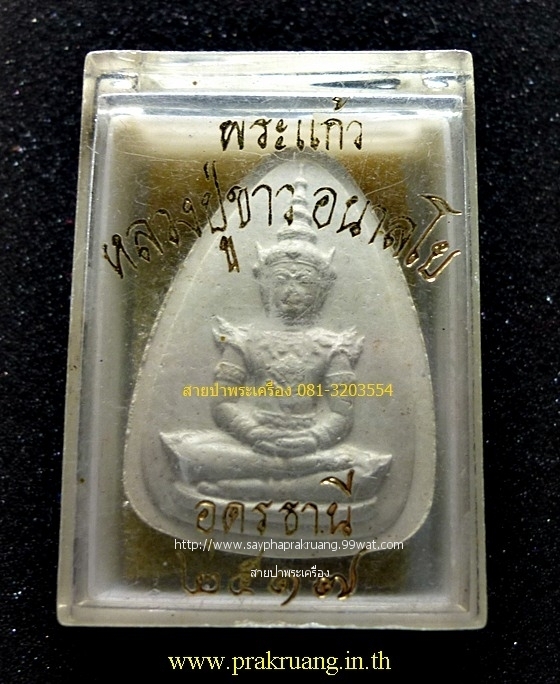 พระแก้ว
หลวงปู่ขาว อนาลโย
สายป่าพระเครื่อง 081-3203554
อุดรธานี
http://www.sayphaprakruang.99wat.com
๒๕๑๗
สายป่าพระเครื่อง
www.prakruang.in.th